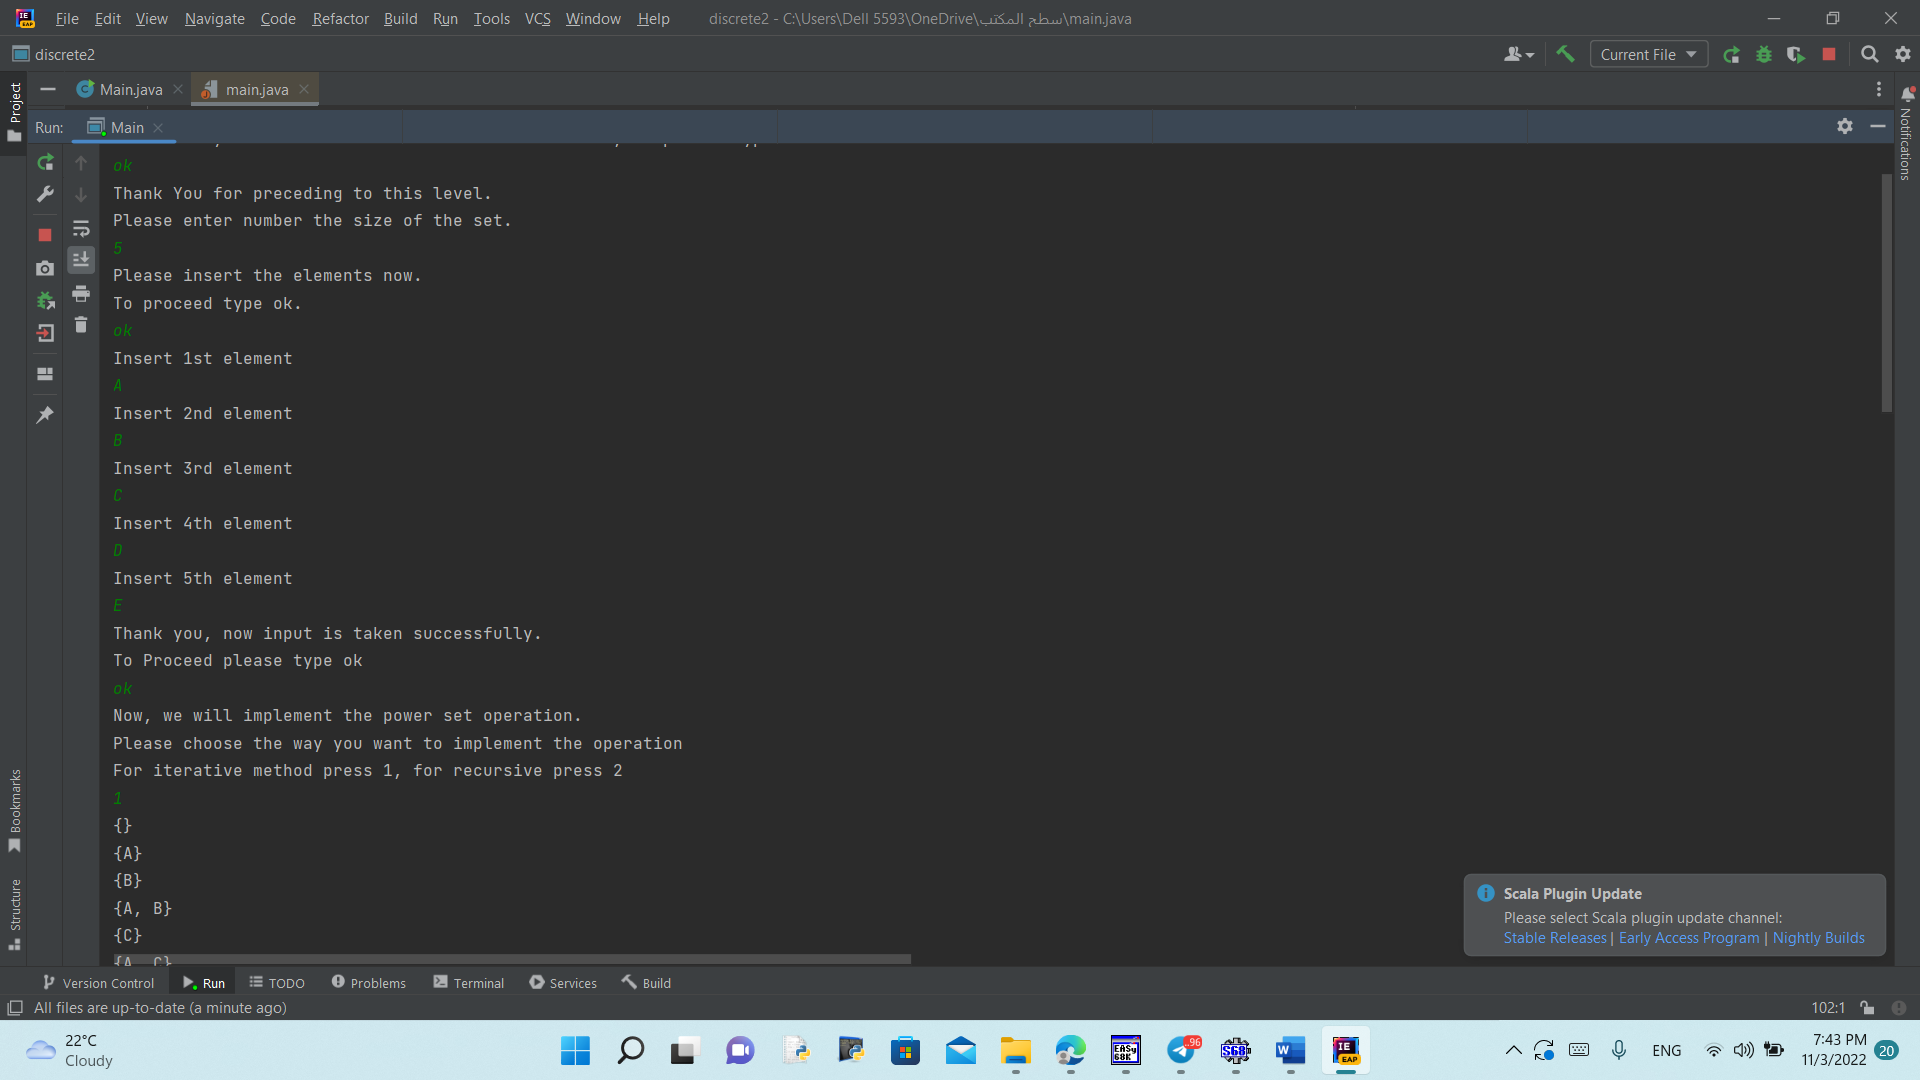 File Edit View Navigate Code Refactor Build Run Tools VCS Window Help discrete2 - C:\Users\Dell 5593\OneDrive\سطح المكتب\main.java
discrete2
Current File
Main.java
main.java
Project
Notifications
Run: Main
ok
Thank You for preceding to this level.
Please enter number the size of the set.
5
Please insert the elements now.
To proceed type ok.
ok
Insert 1st element
A
Insert 2nd element
B
Insert 3rd element
C
Insert 4th element
D
Insert 5th element
E
Thank you, now input is taken successfully.
To Proceed please type ok
ok
Now, we will implement the power set operation.
Please choose the way you want to implement the operation
For iterative method press 1, for recursive press 2
1
{}
{A}
{B}
{A, B}
{C}
{A, C}
Bookmarks
Structure
Scala Plugin Update
Please select Scala plugin update channel:
Stable Releases | Early Access Program | Nightly Builds
Version Control Run TODO Problems Terminal Services Build
All files are up-to-date (a minute ago)
102:1
22°C
Cloudy
EASy
68K
96
S68
W
IE
EAP
ENG
7:43 PM
11/3/2022
20